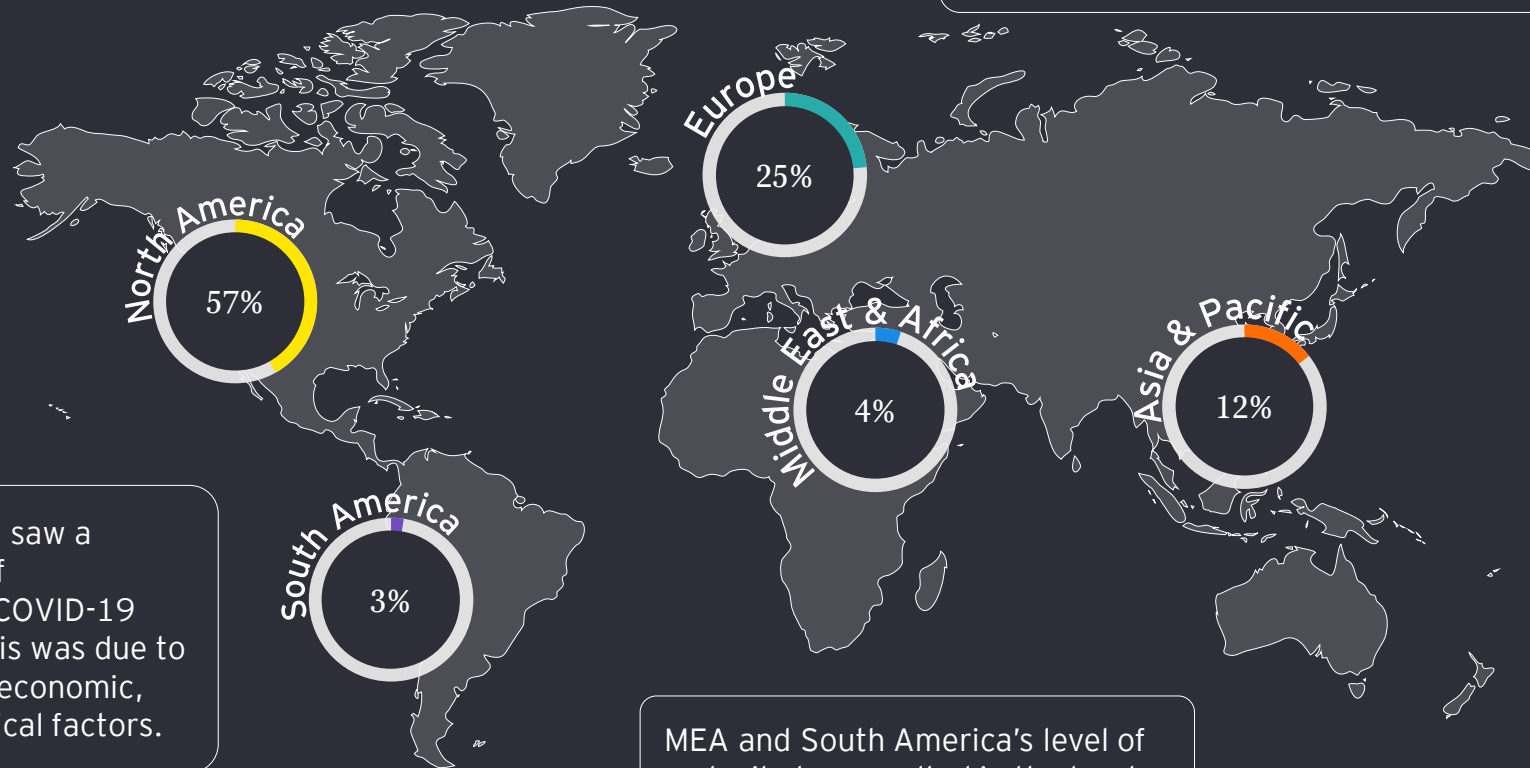 Europe
25%
North America
57%
Middle East & Africa
4%
Asia & Pacific
12%
South America
3%
saw a
COVID-19
is was due to
economic,
ical factors.
MEA and South America's level of